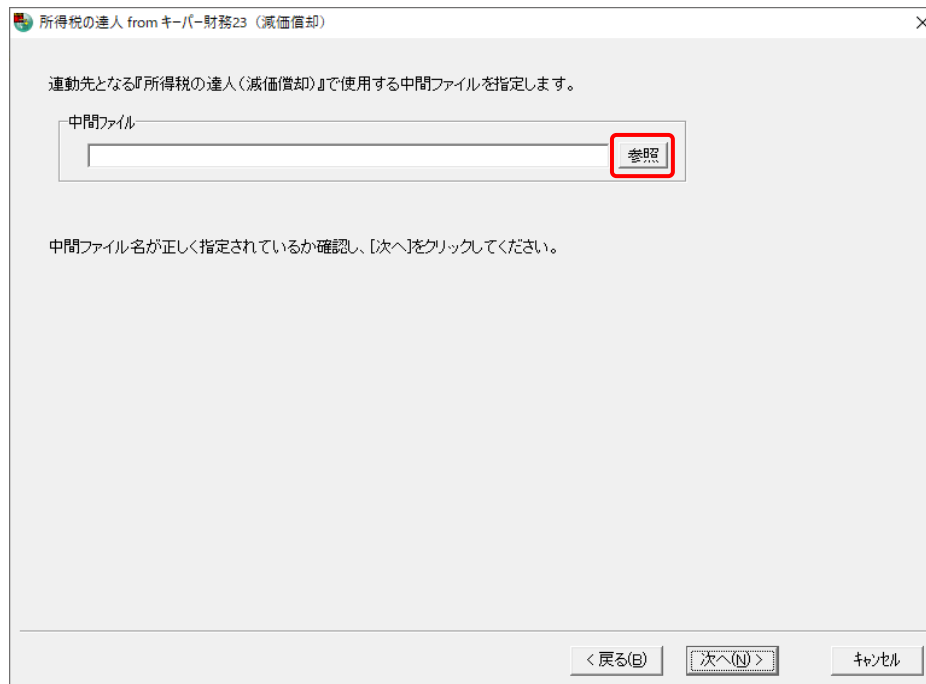 所得税の達人 from キーパー財務23（減価償却）
連動先となる『所得税の達人（減価償却）』で使用する中間ファイルを指定します。
中間ファイル
参照
中間ファイル名が正しく指定されているか確認し、[次へ]をクリックしてください。
< 戻る(B)
次へ(N) >
キャンセル